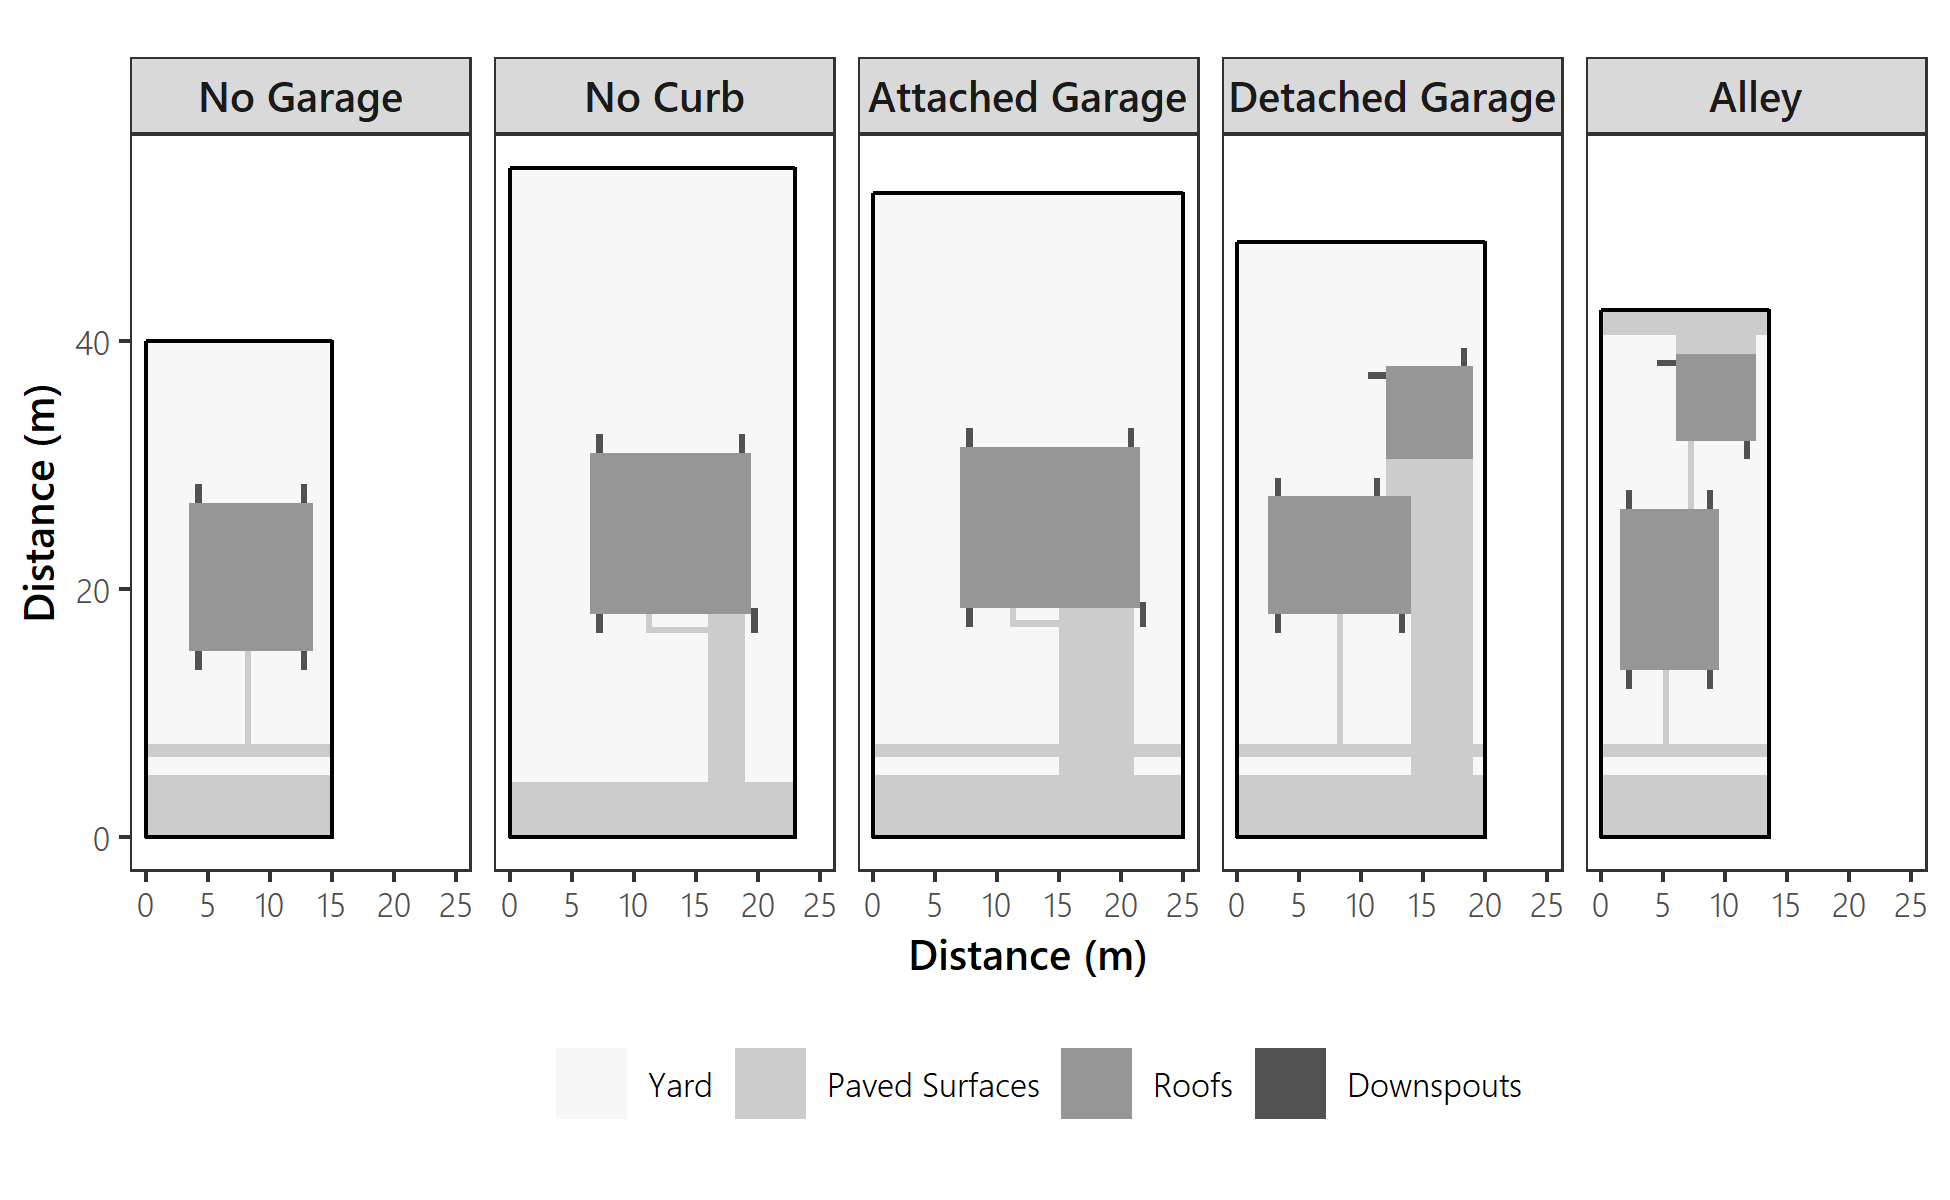 No Garage
No Curb
Attached Garage
Detached Garage
Alley
Distance (m)
40
20
0
0 5 10 15 20 25
0 5 10 15 20 25
0 5 10 15 20 25
0 5 10 15 20 25
0 5 10 15 20 25
Distance (m)
Yard
Paved Surfaces
Roofs
Downspouts